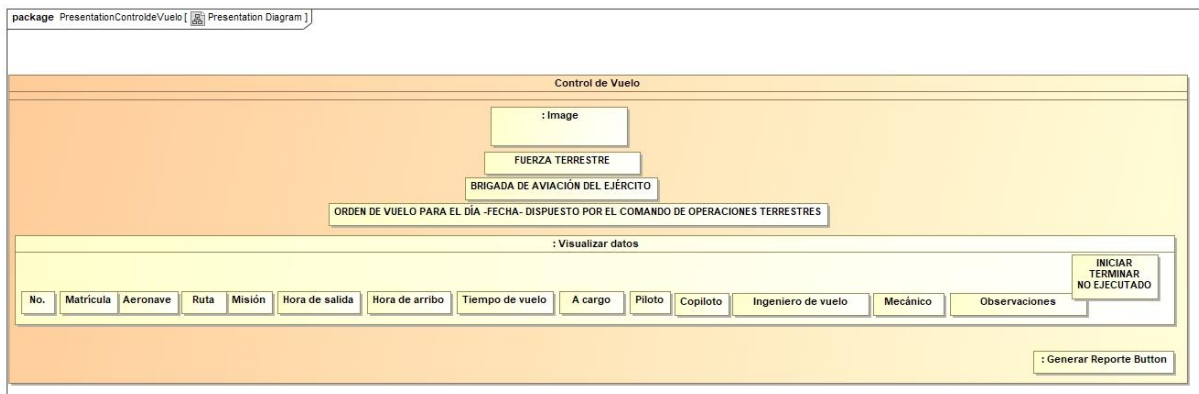 package PresentationControldeVuelo [ Presentation Diagram ]
Control de Vuelo
: Image
FUERZA TERRESTRE
BRIGADA DE AVIACIÓN DEL EJÉRCITO
ORDEN DE VUELO PARA EL DÍA -FECHA- DISPUESTO POR EL COMANDO DE OPERACIONES TERRESTRES
: Visualizar datos
INICIAR
TERMINAR
NO EJECUTADO
No. Matrícula Aeronave Ruta Misión Hora de salida Hora de arribo Tiempo de vuelo A cargo Piloto Copiloto Ingeniero de vuelo Mecánico Observaciones
: Generar Reporte Button